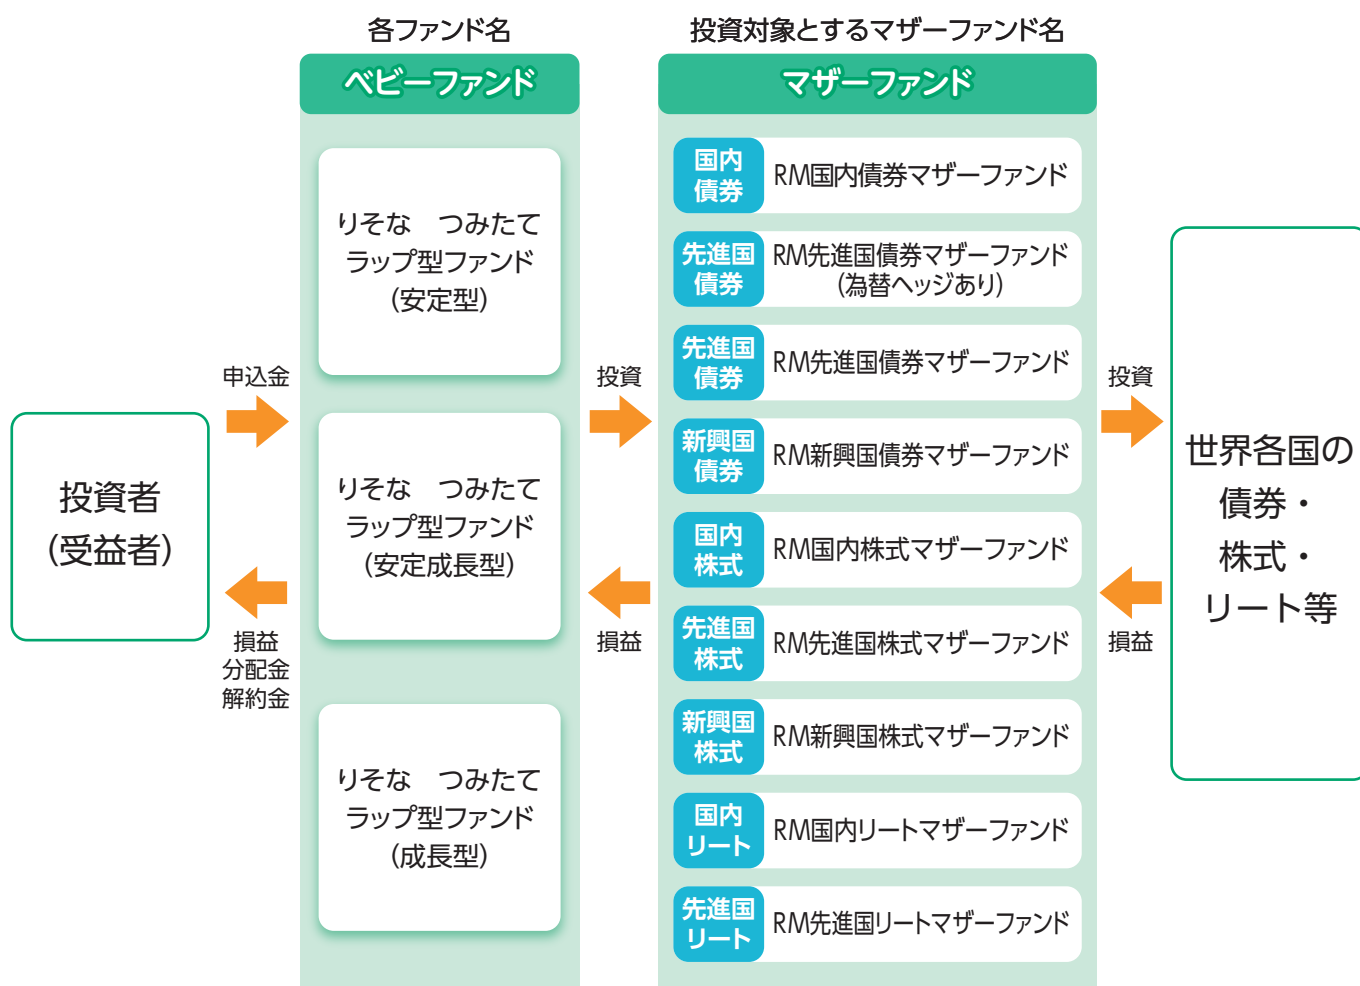 各ファンド名
ベビーファンド
りそな　つみたて
ラップ型ファンド
(安定型)
りそな　つみたて
ラップ型ファンド
(安定成長型)
りそな　つみたて
ラップ型ファンド
(成長型)
投資対象とするマザーファンド名
マザーファンド
国内
債券
RM国内債券マザーファンド
先進国
債券
RM先進国債券マザーファンド
(為替ヘッジあり)
先進国
債券
RM先進国債券マザーファンド
新興国
債券
RM新興国債券マザーファンド
国内
株式
RM国内株式マザーファンド
先進国
株式
RM先進国株式マザーファンド
新興国
株式
RM新興国株式マザーファンド
国内
リート
RM国内リートマザーファンド
先進国
リート
RM先進国リートマザーファンド
投資者
(受益者)
申込金
損益
分配金
解約金
投資
損益
投資
損益
世界各国の
債券・
株式・
リート等